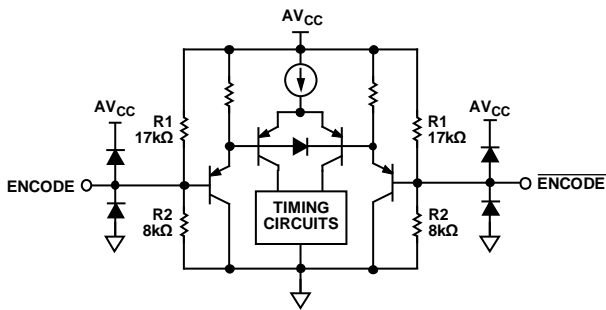 AVCC
AVCC
R1
17kΩ
R1
17kΩ
AVCC
ENCODE
ENCODE
R2
8kΩ
TIMING
CIRCUITS
R2
8kΩ